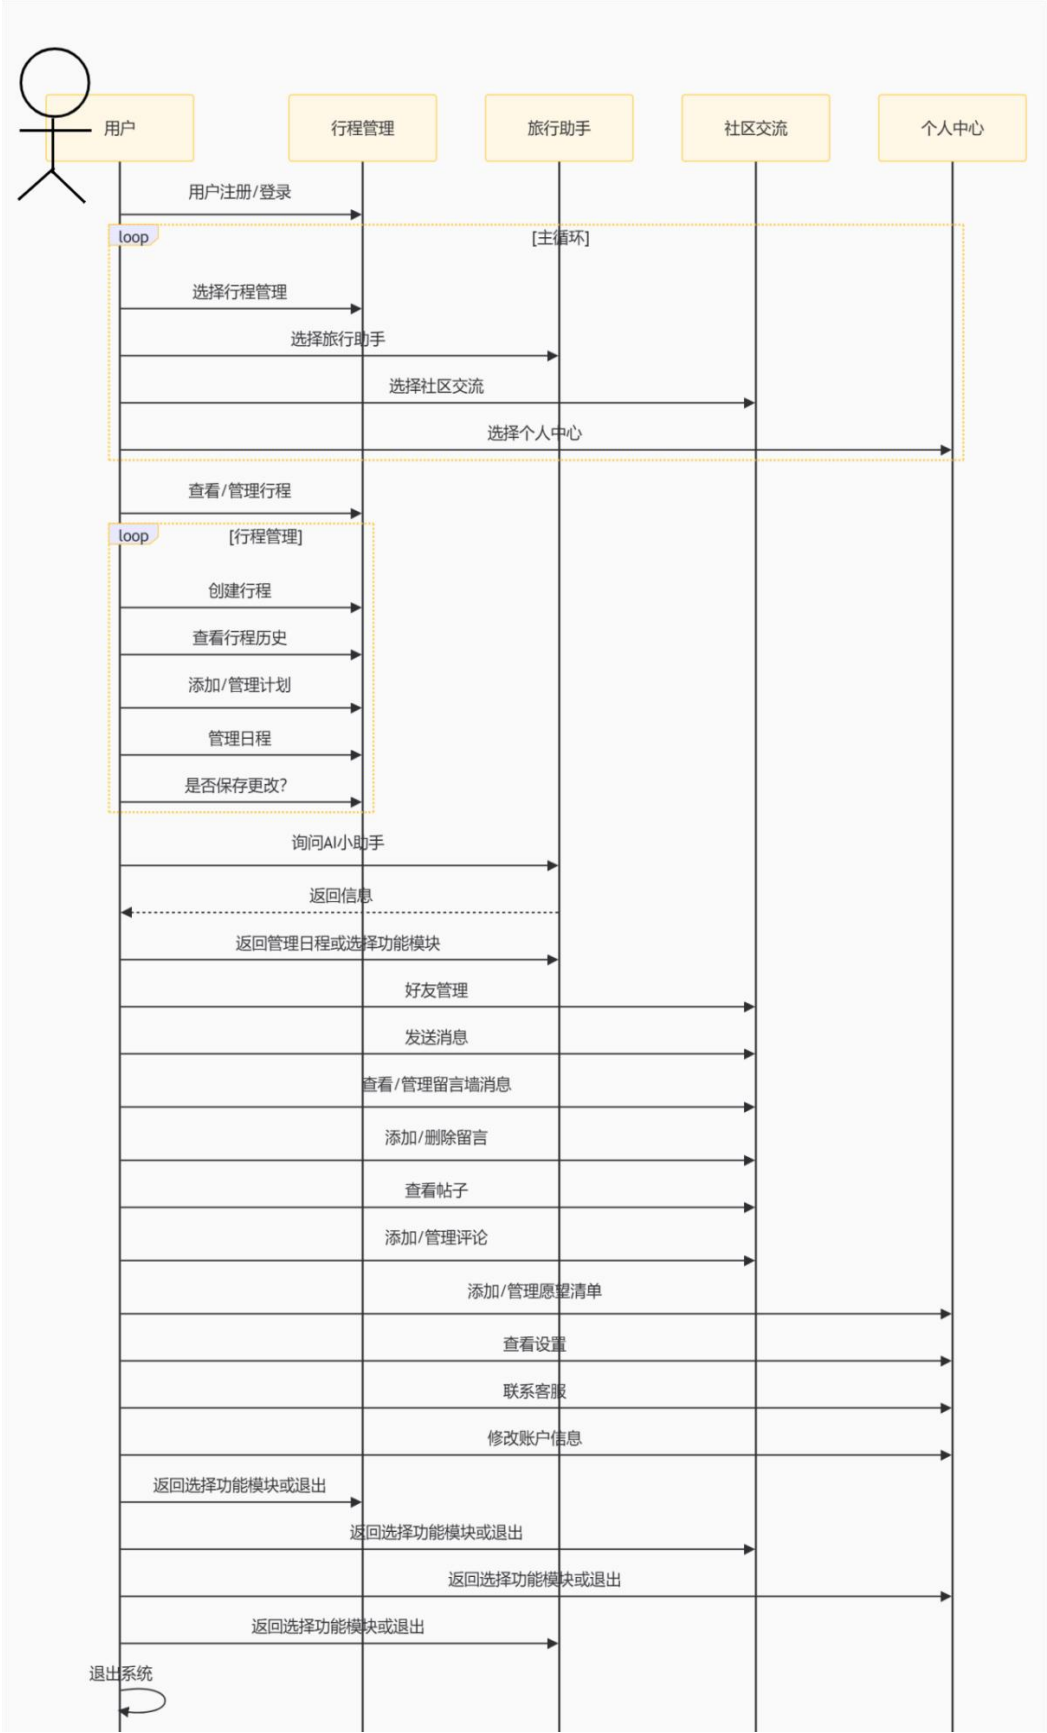 用户
行程管理
旅行助手
社区交流
个人中心
用户注册/登录
loop
[主循环]
选择行程管理
选择旅行助手
选择社区交流
选择个人中心
查看/管理行程
loop
[行程管理]
创建行程
查看行程历史
添加/管理计划
管理日程
是否保存更改?
询问AI小助手
返回信息
返回管理日程或选择功能模块
好友管理
发送消息
查看/管理留言墙消息
添加/删除留言
查看帖子
添加/管理评论
添加/管理愿望清单
查看设置
联系客服
修改账户信息
返回选择功能模块或退出
返回选择功能模块或退出
返回选择功能模块或退出
返回选择功能模块或退出
退出系统